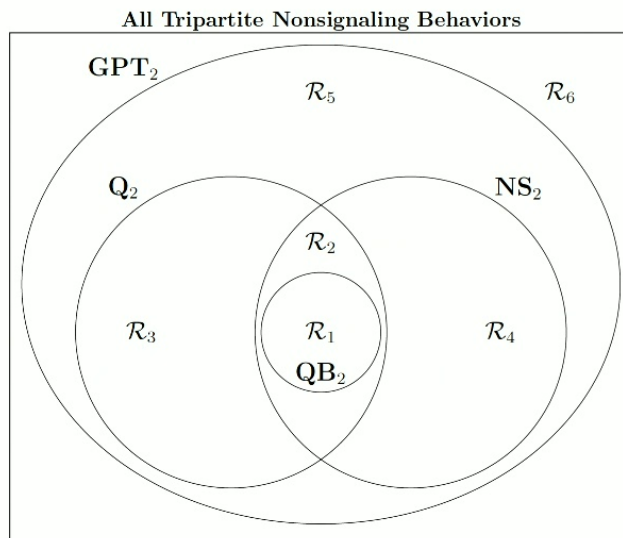 All Tripartite Nonsignaling Behaviors
GPT₂
ℛ₅
ℛ₆
Q₂
NS₂
ℛ₂
ℛ₃
ℛ₁
ℛ₄
QB₂